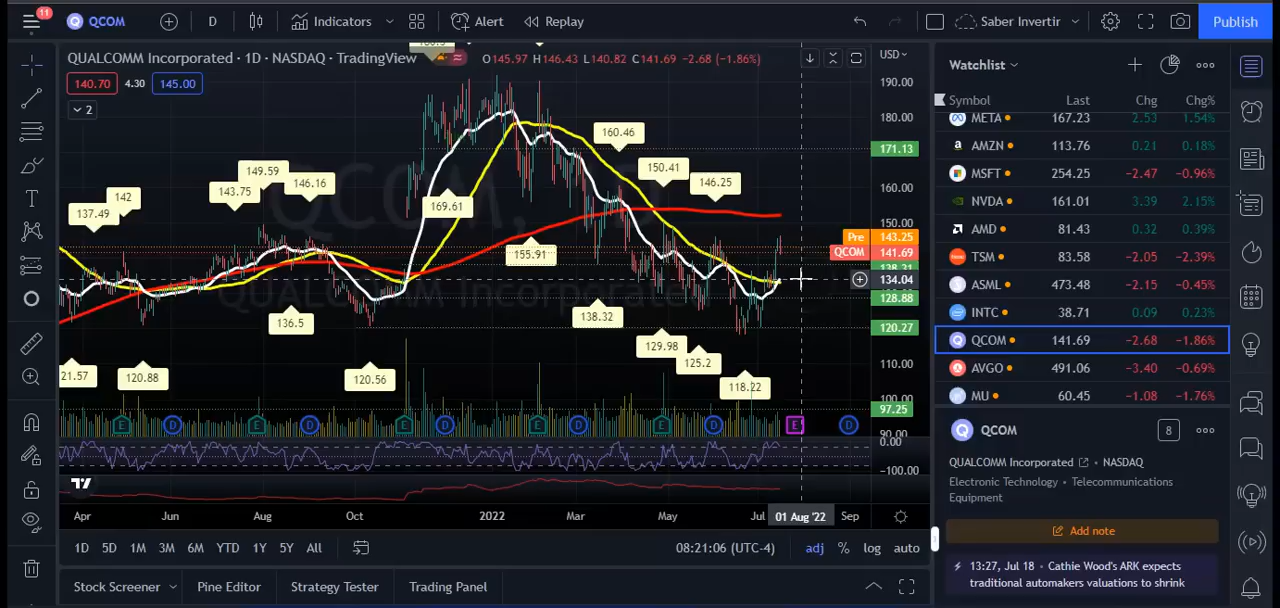 11
QCOM
D
Indicators
Alert
Replay
Saber Invertir
Publish
QUALCOMM Incorporated · 1D · NASDAQ · TradingView
O145.97 H146.43 L140.82 C141.69 −2.68 (−1.86%)
USD
140.70 4.30 145.00
2
190.00
180.00
171.13
160.00
150.00
Pre 143.25
QCOM 141.69
134.04
128.88
120.27
110.00
100.00
97.25
90.00
0.00
−100.00
137.49
142
143.75
149.59
146.16
169.61
155.91
160.46
150.41
146.25
136.5
138.32
129.98
125.2
118.22
21.57
120.88
120.56
QCOM
QUALCOMM Incorporated
E D E D E D E D E D E D
Apr Jun Aug Oct 2022 Mar May Jul 01 Aug '22 Sep
1D 5D 1M 3M 6M YTD 1Y 5Y All
08:21:06 (UTC-4)
adj % log auto
Stock Screener
Pine Editor
Strategy Tester
Trading Panel
Watchlist
Symbol Last Chg Chg%
META 167.23 2.53 1.54%
AMZN 113.76 0.21 0.18%
MSFT 254.25 −2.47 −0.96%
NVDA 161.01 3.39 2.15%
AMD 81.43 0.32 0.39%
TSM 83.58 −2.05 −2.39%
ASML 473.48 −2.15 −0.45%
INTC 38.71 0.09 0.23%
QCOM 141.69 −2.68 −1.86%
AVGO 491.06 −3.40 −0.69%
MU 60.45 −1.08 −1.76%
QCOM
8
QUALCOMM Incorporated • NASDAQ
Electronic Technology • Telecommunications
Equipment
Add note
13:27, Jul 18 • Cathie Wood's ARK expects
traditional automakers valuations to shrink